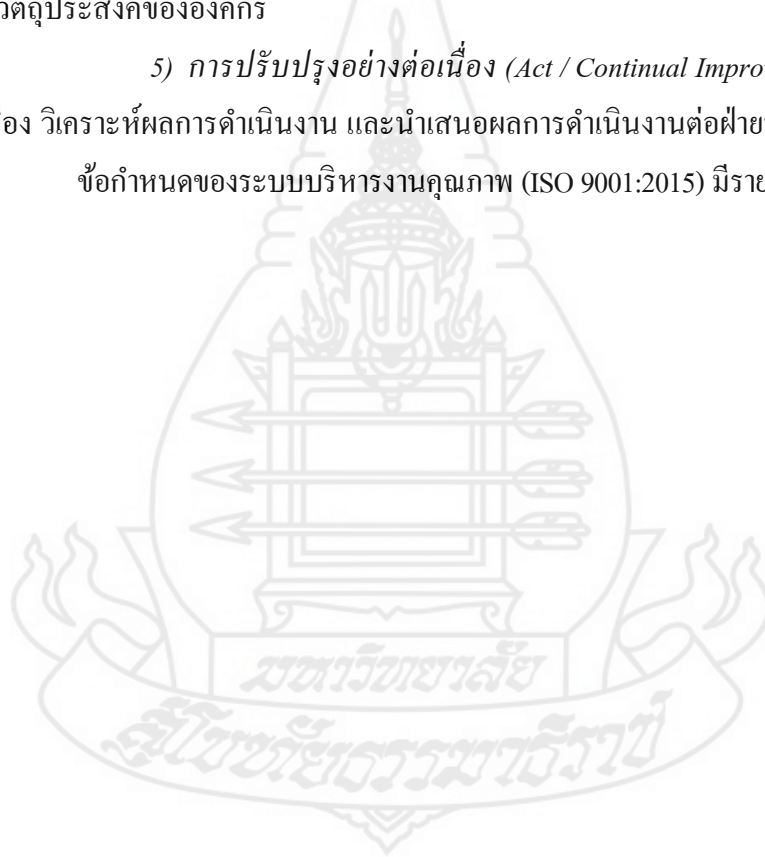 วัตถุประสงค์ขององค์กร
5) การปรับปรุงอย่างต่อเนื่อง (Act / Continual Improv
อง วิเคราะห์ผลการดำเนินงาน และนำเสนอผลการดำเนินงานต่อฝ่าย
ข้อกำหนดของระบบบริหารงานคุณภาพ (ISO 9001:2015) มีราย
มหาวิทยาลัย
สุโขทัยธรรมาธิราช